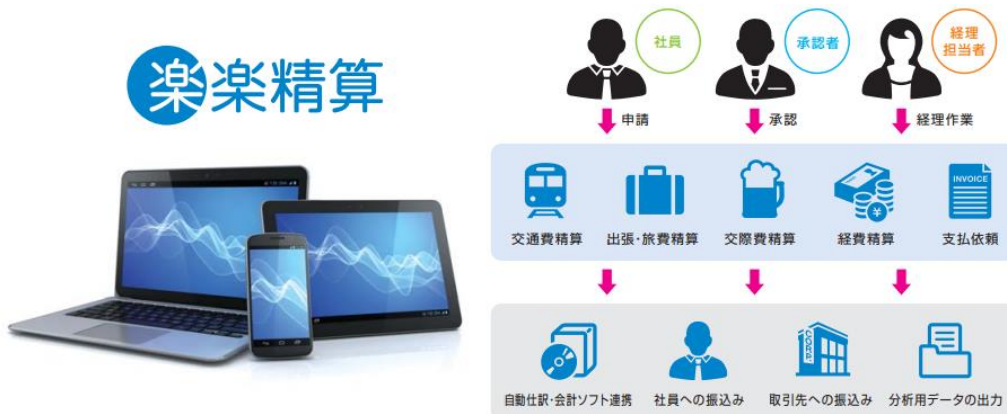 楽楽精算
社員
承認者
経理
担当者
申請
承認
経理作業
INVOICE
¥
交通費精算
出張・旅費精算
交際費精算
経費精算
支払依頼
CORP.
自動仕訳・会計ソフト連携
社員への振込み
取引先への振込み
分析用データの出力